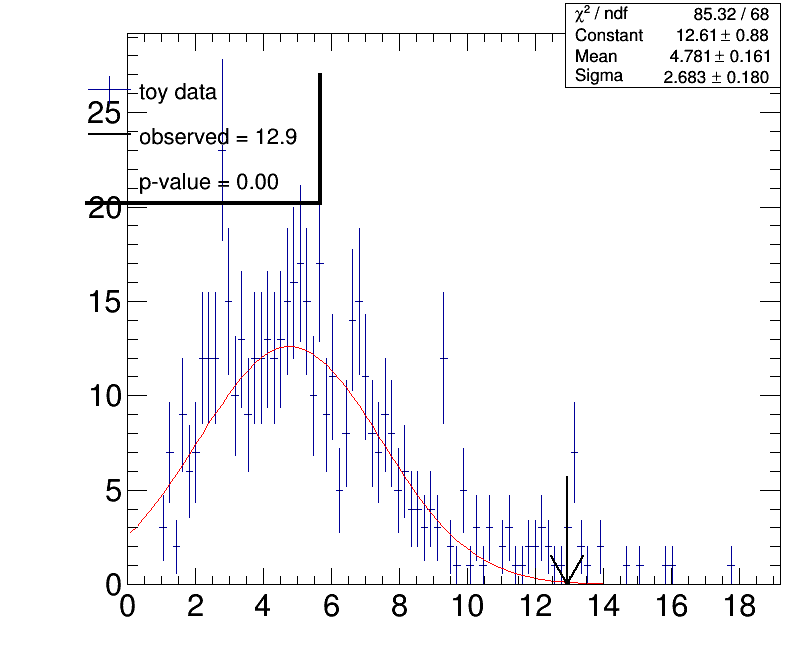 χ² / ndf 85.32 / 68
Constant 12.61 ± 0.88
Mean 4.781 ± 0.161
Sigma 2.683 ± 0.180
toy data
25
observed = 12.9
p-value = 0.00
20
15
10
5
0
0 2 4 6 8 10 12 14 16 18